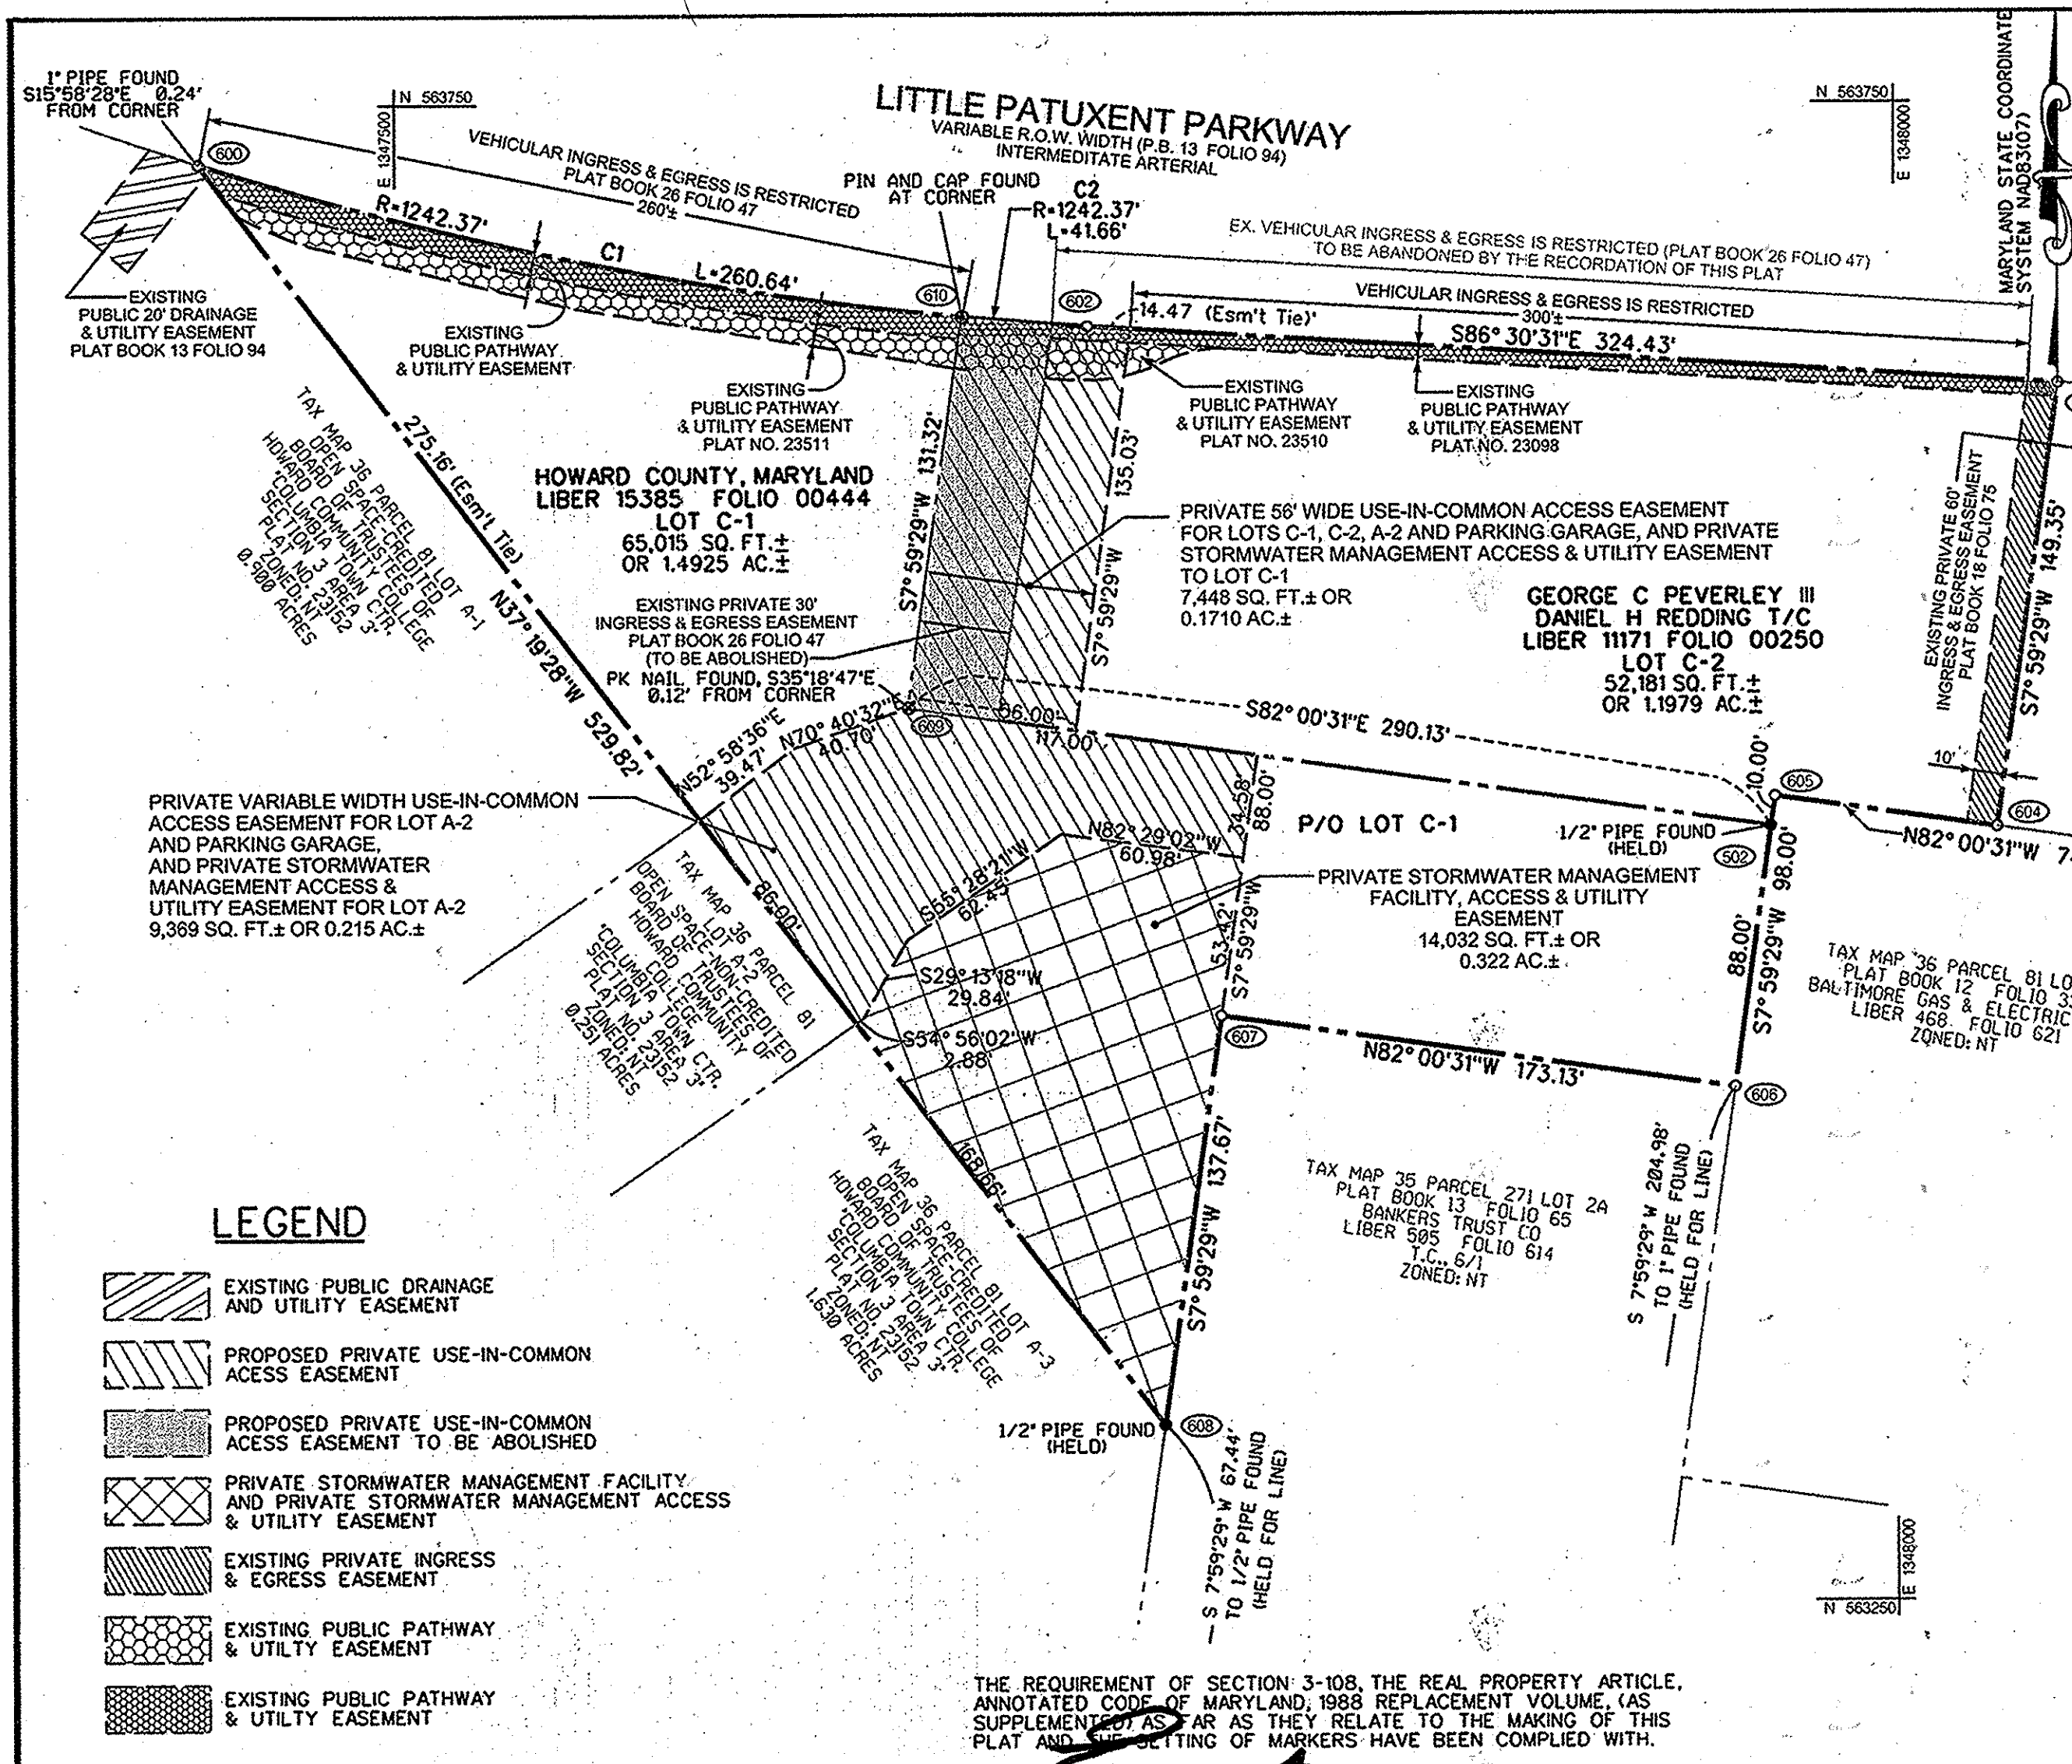 1" PIPE FOUND
S15°58'28"E 0.24'
FROM CORNER
600
N 563750
E 1347500
LITTLE PATUXENT PARKWAY
VARIABLE R.O.W. WIDTH (P.B. 13 FOLIO 94)
INTERMEDITATE ARTERIAL
N 563750
E 1348000
MARYLAND STATE COORDINATE
SYSTEM NAD83(07)
VEHICULAR INGRESS & EGRESS IS RESTRICTED
PLAT BOOK 26 FOLIO 47
260'±
PIN AND CAP FOUND
AT CORNER
C2
R=1242.37'
L=41.66'
EX. VEHICULAR INGRESS & EGRESS IS RESTRICTED (PLAT BOOK 26 FOLIO 47)
TO BE ABANDONED BY THE RECORDATION OF THIS PLAT
R=1242.37'
C1
L=260.64'
610
602
14.47 (Esm't Tie)'
VEHICULAR INGRESS & EGRESS IS RESTRICTED
300'±
S86°30'31"E 324.43'
EXISTING
PUBLIC 20' DRAINAGE
& UTILITY EASEMENT
PLAT BOOK 13 FOLIO 94
EXISTING
PUBLIC PATHWAY
& UTILITY EASEMENT
EXISTING
PUBLIC PATHWAY
& UTILITY EASEMENT
PLAT NO. 23511
EXISTING
PUBLIC PATHWAY
& UTILITY EASEMENT
PLAT NO. 23510
EXISTING
PUBLIC PATHWAY
& UTILITY EASEMENT
PLAT NO. 23098
TAX MAP 36 PARCEL 81 LOT A-1
OPEN SPACE-CREDITED
BOARD OF TRUSTEES OF
HOWARD COMMUNITY COLLEGE
"COLUMBIA TOWN CTR.
SECTION 3 AREA 3"
PLAT NO. 23152
ZONED: NT
0.900 ACRES
275.16' (Esm't Tie)
N37°19'28"W 529.82'
HOWARD COUNTY, MARYLAND
LIBER 15385 FOLIO 00444
LOT C-1
65,015 SQ. FT.±
OR 1.4925 AC.±
S7°59'29"W 131.32'
135.03'
S7°59'29"W
PRIVATE 56' WIDE USE-IN-COMMON ACCESS EASEMENT
FOR LOTS C-1, C-2, A-2 AND PARKING GARAGE, AND PRIVATE
STORMWATER MANAGEMENT ACCESS & UTILITY EASEMENT
TO LOT C-1
7,448 SQ. FT.± OR
0.1710 AC.±
GEORGE C PEVERLEY III
DANIEL H REDDING T/C
LIBER 11171 FOLIO 00250
LOT C-2
52,181 SQ. FT.±
OR 1.1979 AC.±
EXISTING PRIVATE 60'
INGRESS & EGRESS EASEMENT
PLAT BOOK 18 FOLIO 75
S7°59'29"W 149.35'
EXISTING PRIVATE 30'
INGRESS & EGRESS EASEMENT
PLAT BOOK 26 FOLIO 47
(TO BE ABOLISHED)
PK NAIL FOUND, S35°18'47"E
0.12' FROM CORNER
609
56.00'
117.00'
N52°58'36"E
39.47'
N70°40'32"E
40.70'
S82°00'31"E 290.13'
10.00'
605
10'
604
N82°00'31"W 7
PRIVATE VARIABLE WIDTH USE-IN-COMMON
ACCESS EASEMENT FOR LOT A-2
AND PARKING GARAGE,
AND PRIVATE STORMWATER
MANAGEMENT ACCESS &
UTILITY EASEMENT FOR LOT A-2
9,369 SQ. FT.± OR 0.215 AC.±
34.58'
88.00'
P/O LOT C-1
1/2" PIPE FOUND
(HELD)
502
N82°29'02"W
60.98'
S55°28'21"W
62.45'
PRIVATE STORMWATER MANAGEMENT
FACILITY, ACCESS & UTILITY
EASEMENT
14,032 SQ. FT.± OR
0.322 AC.±
53.42'
S7°59'29"W
88.00'
S7°59'29"W 98.00'
86.00'
TAX MAP 36 PARCEL 81
LOT A-2
OPEN SPACE-NON-CREDITED
BOARD OF TRUSTEES OF
HOWARD COMMUNITY
COLLEGE
"COLUMBIA TOWN CTR.
SECTION 3 AREA 3"
PLAT NO. 23152
ZONED: NT
0.251 ACRES
S29°13'18"W
29.84'
S54°56'02"W
2.88'
607
N82°00'31"W 173.13'
606
TAX MAP 36 PARCEL 81 LO
PLAT BOOK 12 FOLIO 3
BALTIMORE GAS & ELECTRIC
LIBER 468 FOLIO 621
ZONED: NT
168.66'
S7°59'29"W 137.67'
TAX MAP 36 PARCEL 81 LOT A-3
OPEN SPACE-CREDITED
BOARD OF TRUSTEES OF
HOWARD COMMUNITY COLLEGE
"COLUMBIA TOWN CTR.
SECTION 3 AREA 3"
PLAT NO. 23152
ZONED: NT
1.630 ACRES
TAX MAP 35 PARCEL 271 LOT 2A
PLAT BOOK 13 FOLIO 65
BANKERS TRUST CO
LIBER 505 FOLIO 614
T.C., 6/1
ZONED: NT
S 7°59'29" W 204.98'
TO 1" PIPE FOUND
(HELD FOR LINE)
1/2" PIPE FOUND
(HELD)
608
S 7°59'29" W 67.44'
TO 1/2" PIPE FOUND
(HELD FOR LINE)
E 1348000
N 563250
LEGEND
EXISTING PUBLIC DRAINAGE
AND UTILITY EASEMENT
PROPOSED PRIVATE USE-IN-COMMON
ACESS EASEMENT
PROPOSED PRIVATE USE-IN-COMMON
ACESS EASEMENT TO BE ABOLISHED
PRIVATE STORMWATER MANAGEMENT FACILITY
AND PRIVATE STORMWATER MANAGEMENT ACCESS
& UTILITY EASEMENT
EXISTING PRIVATE INGRESS
& EGRESS EASEMENT
EXISTING PUBLIC PATHWAY
& UTILTY EASEMENT
EXISTING PUBLIC PATHWAY
& UTILTY EASEMENT
THE REQUIREMENT OF SECTION 3-108, THE REAL PROPERTY ARTICLE,
ANNOTATED CODE OF MARYLAND, 1988 REPLACEMENT VOLUME, (AS
SUPPLEMENTED) AS FAR AS THEY RELATE TO THE MAKING OF THIS
PLAT AND THE SETTING OF MARKERS HAVE BEEN COMPLIED WITH.